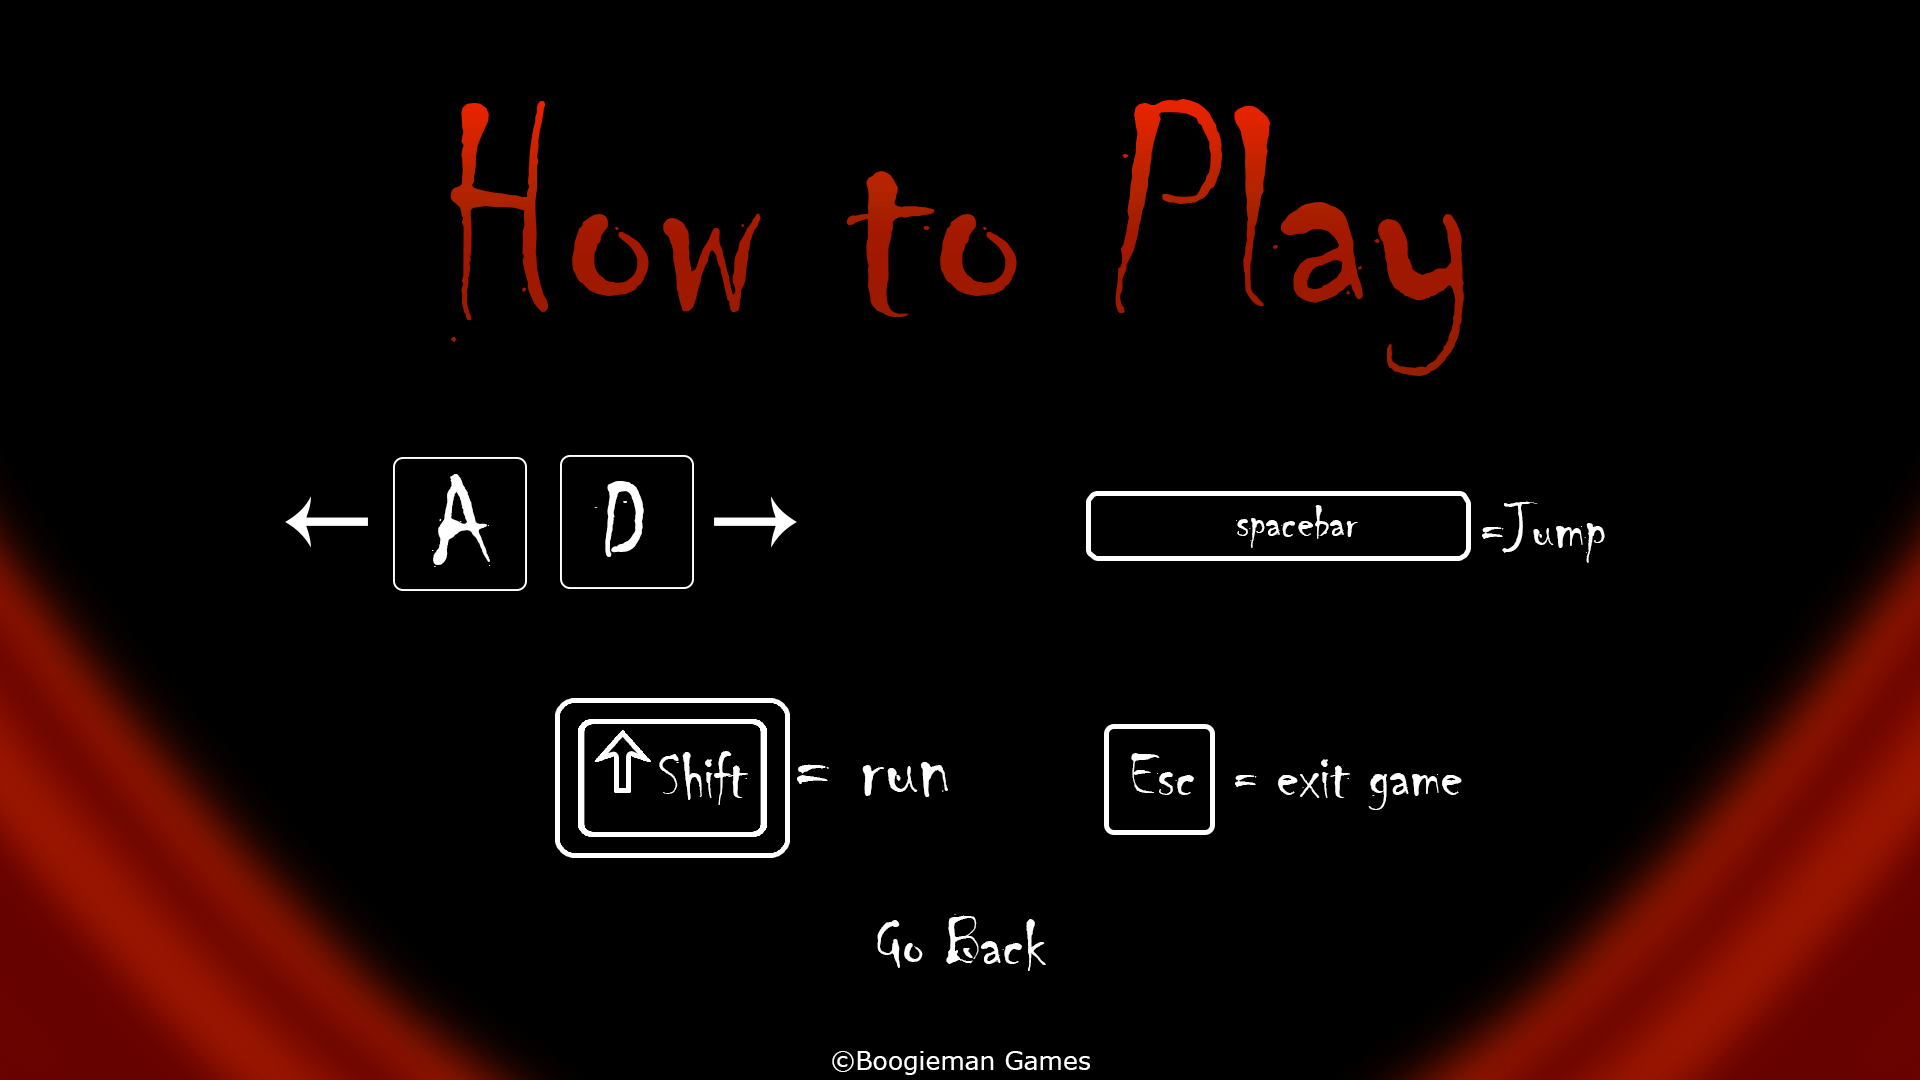 How to Play
← A D → spacebar =Jump
Shift = run Esc = exit game
Go Back
©Boogieman Games